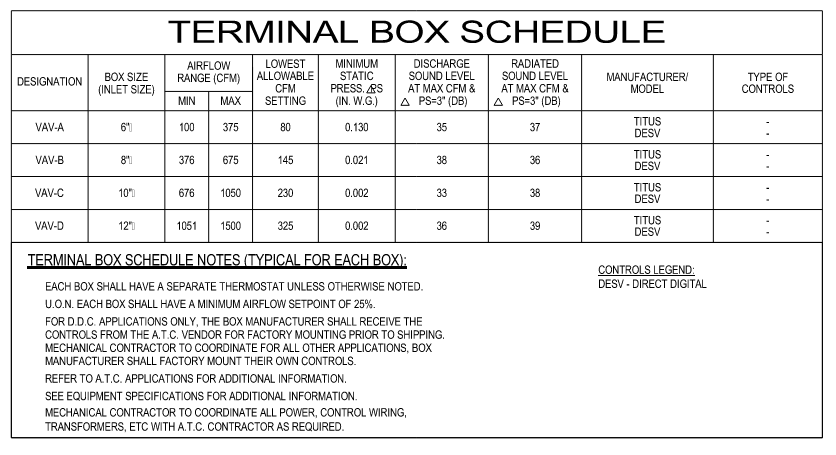 TERMINAL BOX SCHEDULE
DESIGNATION
BOX SIZE
(INLET SIZE)
AIRFLOW
RANGE (CFM)
MIN
MAX
LOWEST
ALLOWABLE
CFM
SETTING
MINIMUM
STATIC
PRESS. △PS
(IN. W.G.)
DISCHARGE
SOUND LEVEL
AT MAX CFM &
△ PS=3" (DB)
RADIATED
SOUND LEVEL
AT MAX CFM &
△ PS=3" (DB)
MANUFACTURER/
MODEL
TYPE OF
CONTROLS
VAV-A 6" 100 375 80 0.130 35 37 TITUS -
DESV -
VAV-B 8" 376 675 145 0.021 38 36 TITUS -
DESV -
VAV-C 10" 676 1050 230 0.002 33 38 TITUS -
DESV -
VAV-D 12" 1051 1500 325 0.002 36 39 TITUS -
DESV -
TERMINAL BOX SCHEDULE NOTES (TYPICAL FOR EACH BOX):
EACH BOX SHALL HAVE A SEPARATE THERMOSTAT UNLESS OTHERWISE NOTED.
U.O.N. EACH BOX SHALL HAVE A MINIMUM AIRFLOW SETPOINT OF 25%.
FOR D.D.C. APPLICATIONS ONLY, THE BOX MANUFACTURER SHALL RECEIVE THE
CONTROLS FROM THE A.T.C. VENDOR FOR FACTORY MOUNTING PRIOR TO SHIPPING.
MECHANICAL CONTRACTOR TO COORDINATE FOR ALL OTHER APPLICATIONS, BOX
MANUFACTURER SHALL FACTORY MOUNT THEIR OWN CONTROLS.
REFER TO A.T.C. APPLICATIONS FOR ADDITIONAL INFORMATION.
SEE EQUIPMENT SPECIFICATIONS FOR ADDITIONAL INFORMATION.
MECHANICAL CONTRACTOR TO COORDINATE ALL POWER, CONTROL WIRING,
TRANSFORMERS, ETC WITH A.T.C. CONTRACTOR AS REQUIRED.
CONTROLS LEGEND:
DESV - DIRECT DIGITAL